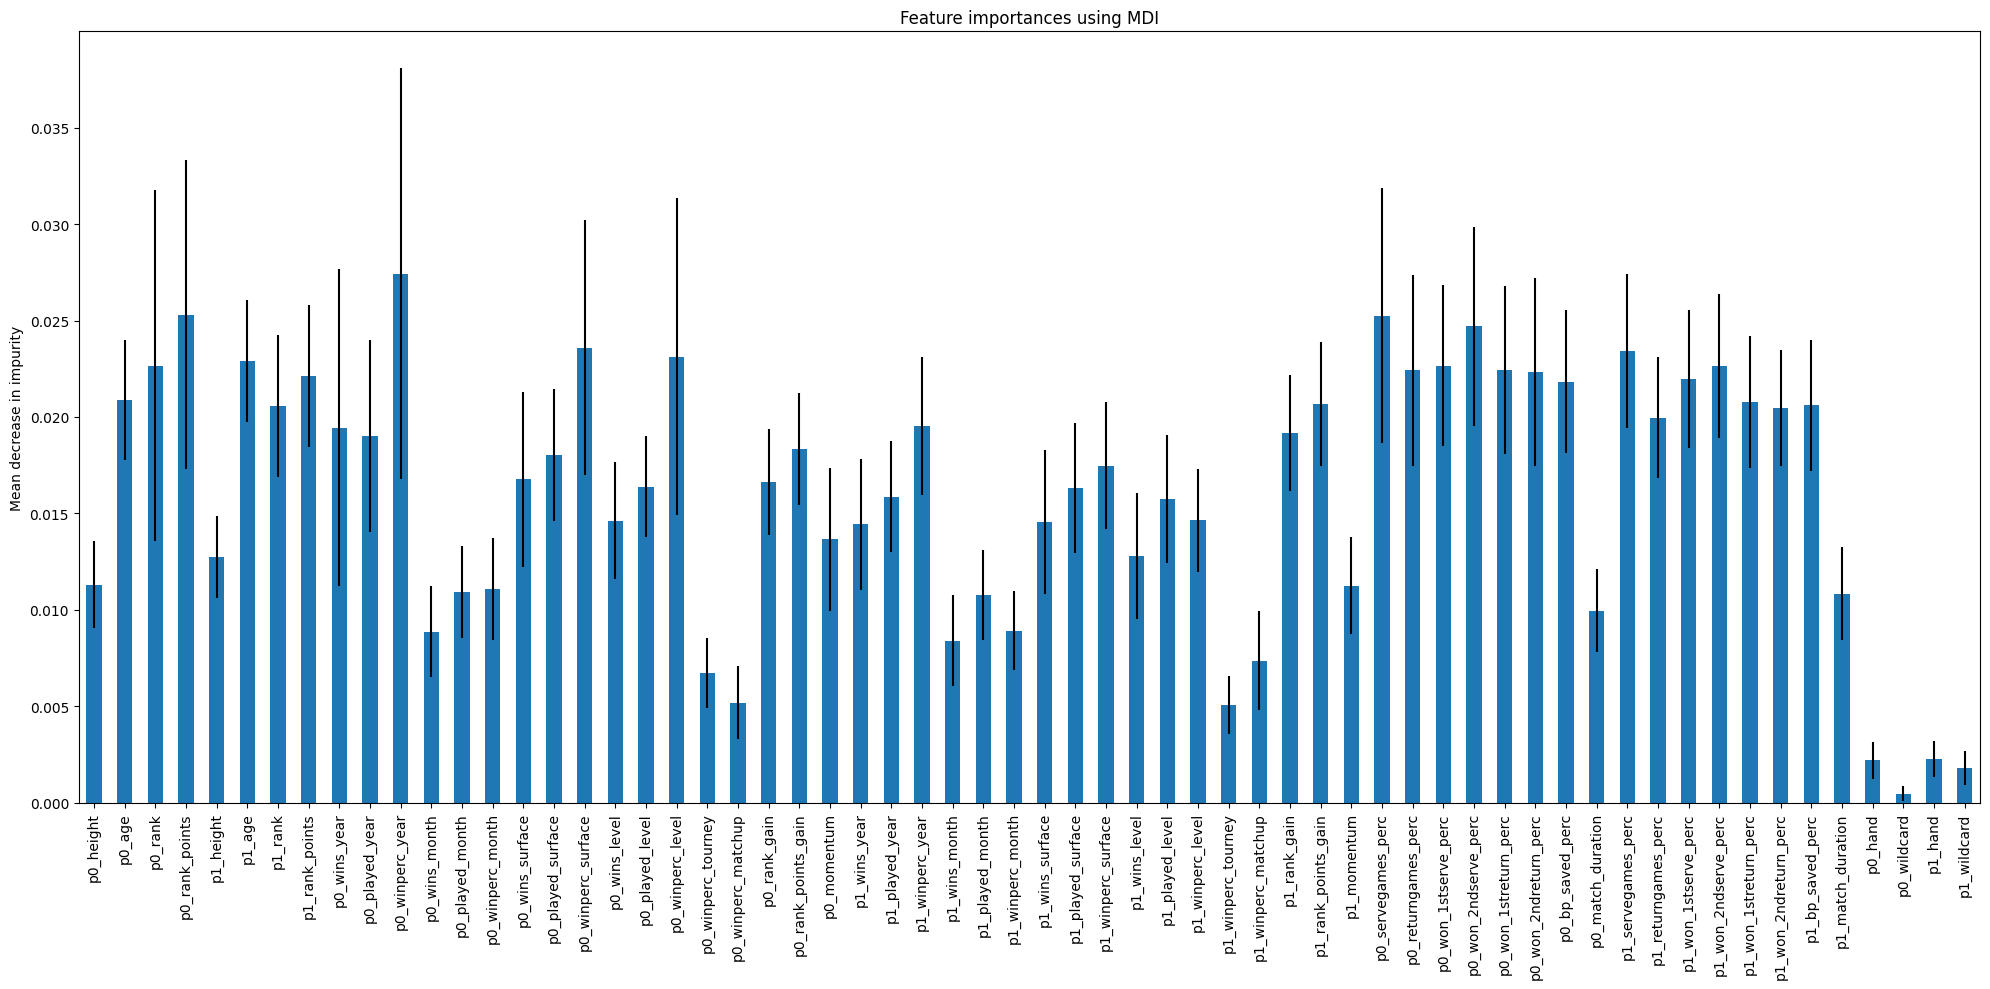 Feature importances using MDI
Mean decrease in impurity
0.035
0.030
0.025
0.020
0.015
0.010
0.005
0.000
p0_height
p0_age
p0_rank
p0_rank_points
p1_height
p1_age
p1_rank
p1_rank_points
p0_wins_year
p0_played_year
p0_winperc_year
p0_wins_month
p0_played_month
p0_winperc_month
p0_wins_surface
p0_played_surface
p0_winperc_surface
p0_wins_level
p0_played_level
p0_winperc_level
p0_winperc_tourney
p0_winperc_matchup
p0_rank_gain
p0_rank_points_gain
p0_momentum
p1_wins_year
p1_played_year
p1_winperc_year
p1_wins_month
p1_played_month
p1_winperc_month
p1_wins_surface
p1_played_surface
p1_winperc_surface
p1_wins_level
p1_played_level
p1_winperc_level
p1_winperc_tourney
p1_winperc_matchup
p1_rank_gain
p1_rank_points_gain
p1_momentum
p0_servegames_perc
p0_returngames_perc
p0_won_1stserve_perc
p0_won_2ndserve_perc
p0_won_1streturn_perc
p0_won_2ndreturn_perc
p0_bp_saved_perc
p0_match_duration
p1_servegames_perc
p1_returngames_perc
p1_won_1stserve_perc
p1_won_2ndserve_perc
p1_won_1streturn_perc
p1_won_2ndreturn_perc
p1_bp_saved_perc
p1_match_duration
p0_hand
p0_wildcard
p1_hand
p1_wildcard